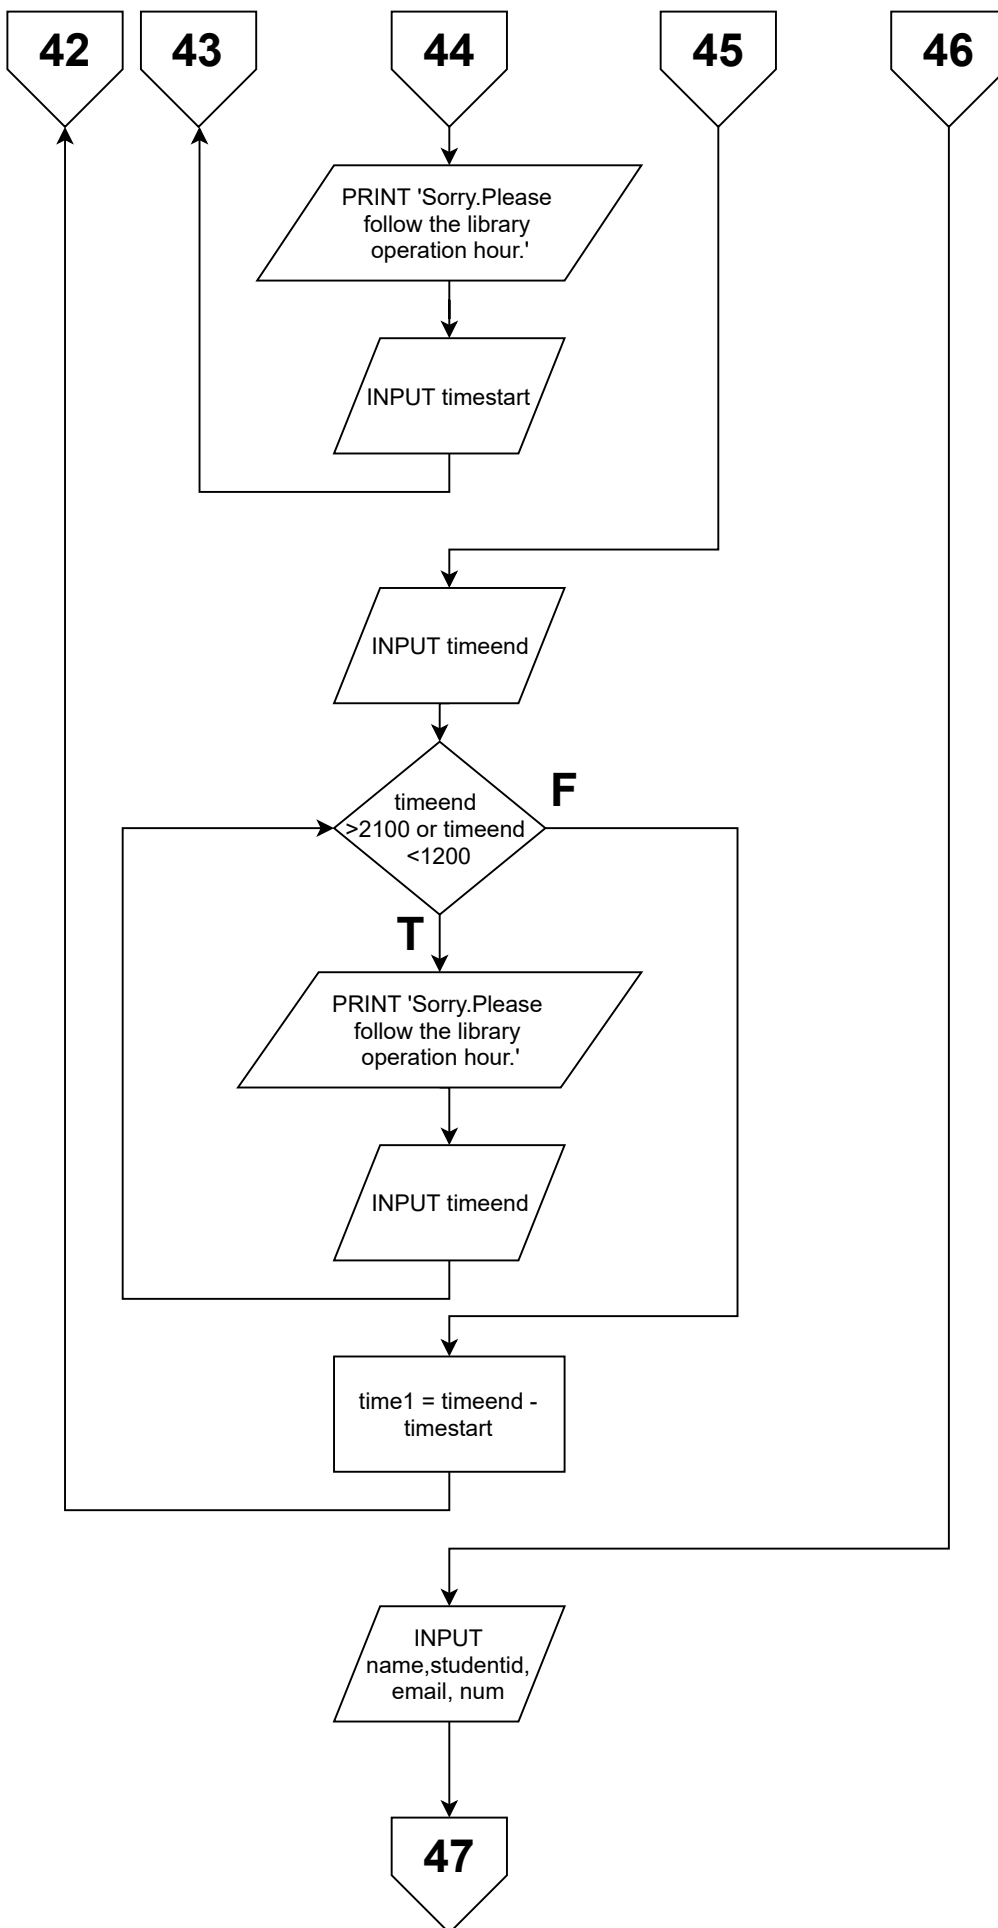 42
43
44
45
46
PRINT 'Sorry.Please
follow the library
operation hour.'
INPUT timestart
INPUT timeend
timeend
>2100 or timeend
<1200
F
T
PRINT 'Sorry.Please
follow the library
operation hour.'
INPUT timeend
time1 = timeend -
timestart
INPUT
name,studentid,
email, num
47